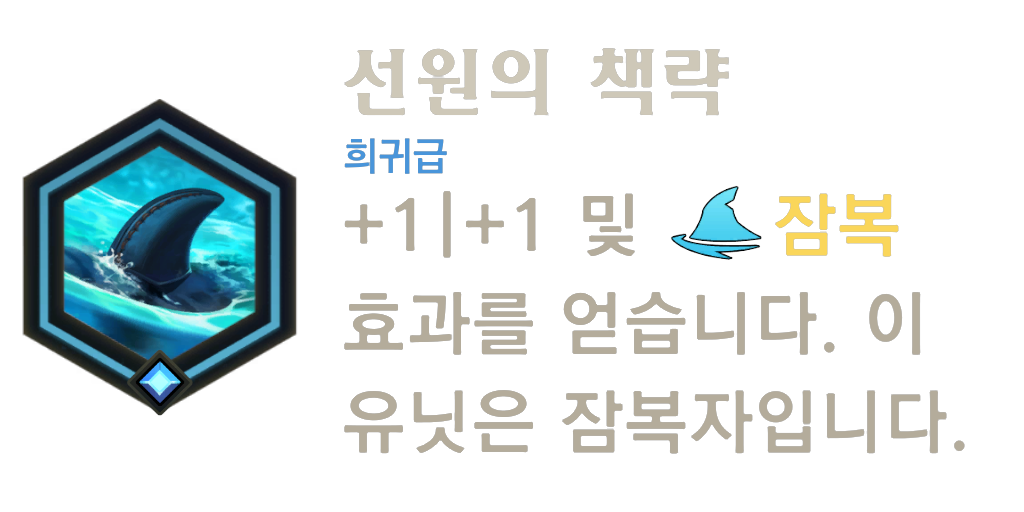 선원의 책략
희귀급
+1|+1 및 잠복
효과를 얻습니다. 이
유닛은 잠복자입니다.